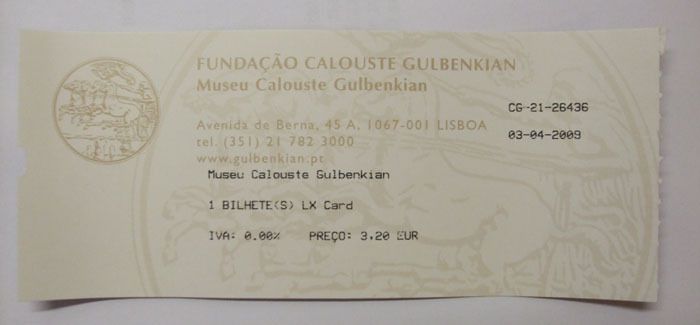 FUNDAÇÃO CALOUSTE GULBENKIAN
Museu Calouste Gulbenkian
CG-21-26436
Avenida de Berna, 45 A, 1067-001 LISBOA
03-04-2009
tel. (351) 21 782 3000
www.gulbenkian.pt
Museu Calouste Gulbenkian
1 BILHETE(S) LX Card
IVA: 0.00% PREÇO: 3.20 EUR